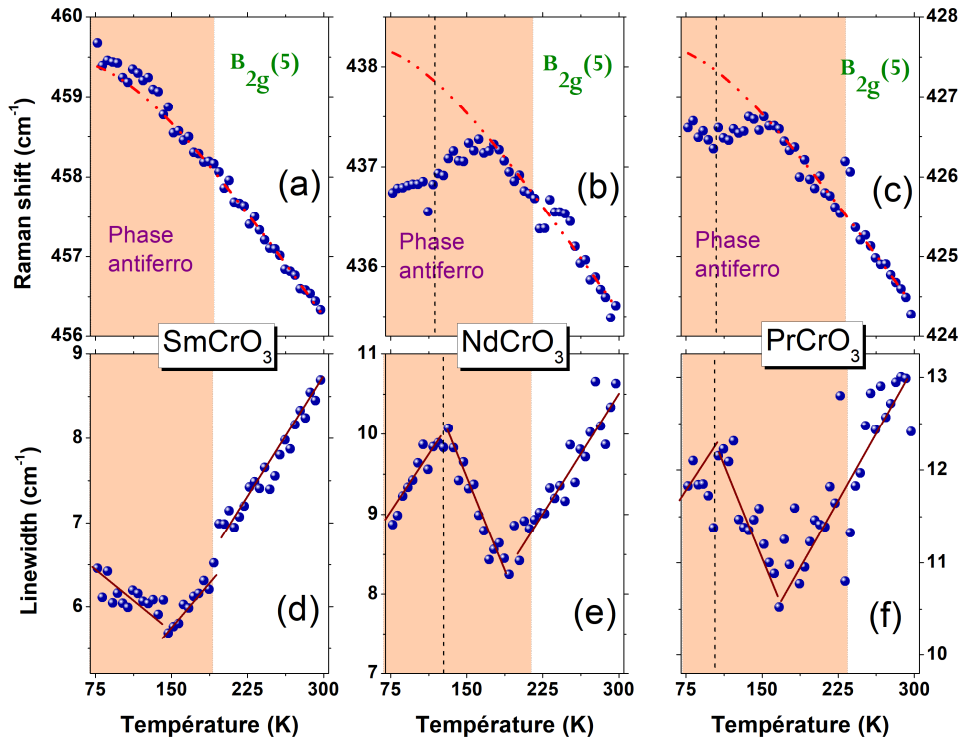 460
459
458
457
456
Raman shift (cm-1)
B2g(5)
(a)
Phase
antiferro
438
437
436
B2g(5)
(b)
Phase
antiferro
428
427
426
425
424
B2g(5)
(c)
Phase
antiferro
SmCrO3
NdCrO3
PrCrO3
9
8
7
6
Linewidth (cm-1)
(d)
75
150
225
300
Température (K)
11
10
9
8
7
(e)
75
150
225
300
Température (K)
13
12
11
10
(f)
75
150
225
300
Température (K)